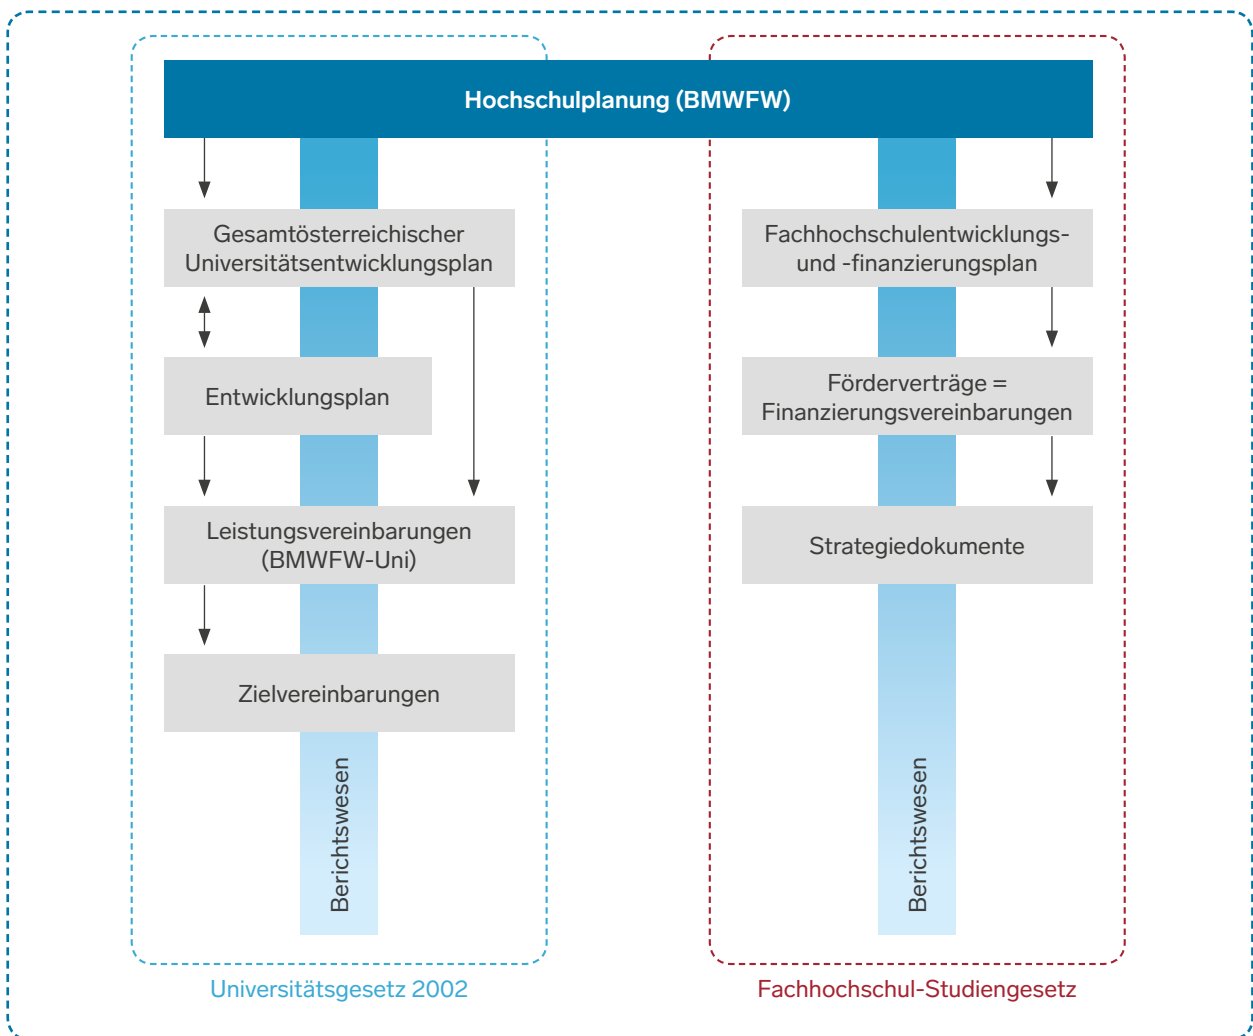 Hochschulplanung (BMWFW)
Gesamtösterreichischer
Universitätsentwicklungsplan
Entwicklungsplan
Leistungsvereinbarungen
(BMWFW-Uni)
Zielvereinbarungen
Berichtswesen
Universitätsgesetz 2002
Fachhochschulentwicklungs-
und -finanzierungsplan
Förderverträge =
Finanzierungsvereinbarungen
Strategiedokumente
Berichtswesen
Fachhochschul-Studiengesetz